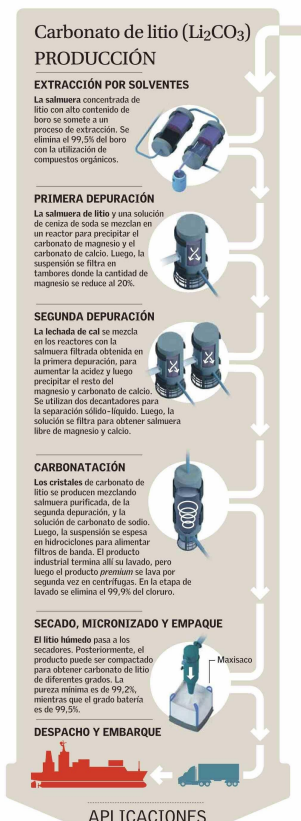 Carbonato de litio (Li₂CO₃)
PRODUCCIÓN
EXTRACCIÓN POR SOLVENTES
La salmuera concentrada de
litio con alto contenido de
boro se somete a un
proceso de extracción. Se
elimina el 99,5% del boro
con la utilización de
compuestos orgánicos.
PRIMERA DEPURACIÓN
La salmuera de litio y una solución
de ceniza de soda se mezclan en
un reactor para precipitar el
carbonato de magnesio y el
carbonato de calcio. Luego, la
suspensión se filtra en
tambores donde la cantidad de
magnesio se reduce al 20%.
SEGUNDA DEPURACIÓN
La lechada de cal se mezcla
en los reactores con la
salmuera filtrada obtenida en
la primera depuración, para
aumentar la acidez y luego
precipitar el resto del
magnesio y carbonato de calcio.
Se utilizan dos decantadores para
la separación sólido-líquido. Luego, la
solución se filtra para obtener salmuera
libre de magnesio y calcio.
CARBONATACIÓN
Los cristales de carbonato de
litio se producen mezclando
salmuera purificada, de la
segunda depuración, y la
solución de carbonato de sodio.
Luego, la suspensión se espesa
en hidrociclones para alimentar
filtros de banda. El producto
industrial termina allí su lavado, pero
luego el producto premium se lava por
segunda vez en centrífugas. En la etapa de
lavado se elimina el 99,9% del cloruro.
SECADO, MICRONIZADO Y EMPAQUE
El litio húmedo pasa a los
secadores. Posteriormente, el
producto puede ser compactado
para obtener carbonato de litio
de diferentes grados. La
pureza mínima es de 99,2%,
mientras que el grado batería
es de 99,5%.
Maxisaco
DESPACHO Y EMBARQUE
APLICACIONES